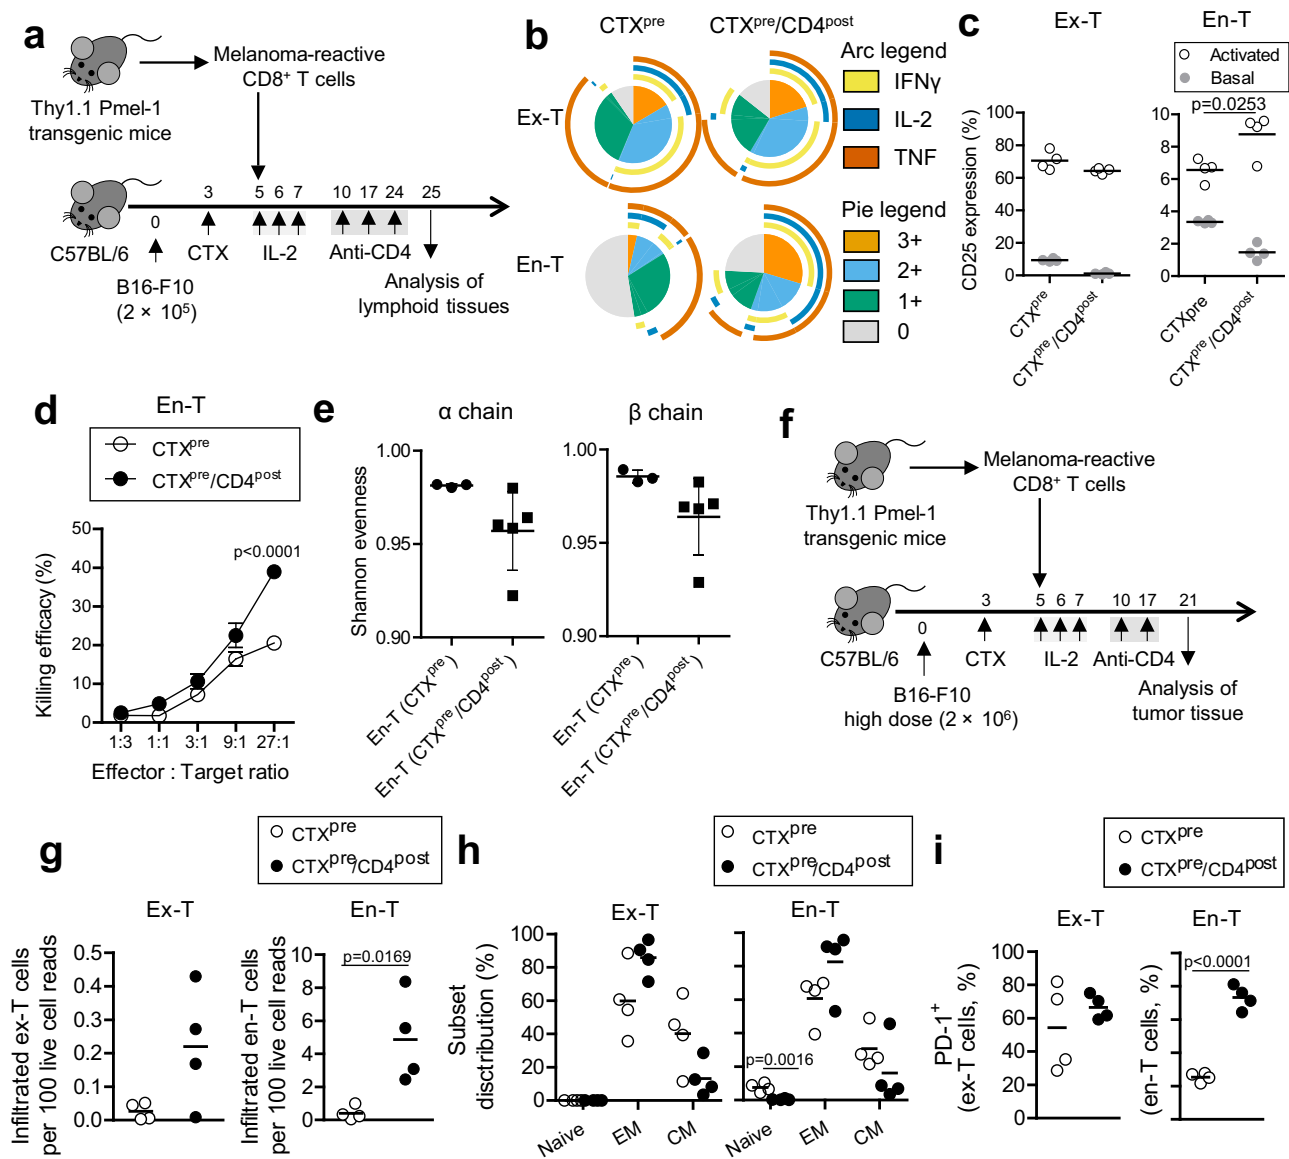 a
Melanoma-reactive
CD8⁺ T cells
Thy1.1 Pmel-1
transgenic mice
0 3 5 6 7 10 17 24 25
C57BL/6 CTX IL-2 Anti-CD4
B16-F10
(2 × 10⁵)
Analysis of
lymphoid tissues
b
CTXᵖʳᵉ CTXᵖʳᵉ/CD4ᵖᵒˢᵗ
Ex-T
En-T
Arc legend
IFNγ
IL-2
TNF
Pie legend
3+
2+
1+
0
c
Ex-T En-T
Activated
Basal
CD25 expression (%)
100
80
60
40
20
0
CTXᵖʳᵉ
CTXᵖʳᵉ/CD4ᵖᵒˢᵗ
p=0.0253
10
8
6
4
2
0
CTXpre
CTXᵖʳᵉ/CD4ᵖᵒˢᵗ
d
En-T
CTXᵖʳᵉ
CTXᵖʳᵉ/CD4ᵖᵒˢᵗ
Killing efficacy (%)
50
40
30
20
10
0
p<0.0001
1:3 1:1 3:1 9:1 27:1
Effector : Target ratio
e
α chain
Shannon evenness
1.00
0.95
0.90
En-T (CTXᵖʳᵉ)
En-T (CTXᵖʳᵉ/CD4ᵖᵒˢᵗ)
β chain
1.00
0.95
0.90
En-T (CTXᵖʳᵉ)
En-T (CTXᵖʳᵉ/CD4ᵖᵒˢᵗ)
f
Melanoma-reactive
CD8⁺ T cells
Thy1.1 Pmel-1
transgenic mice
0 3 5 6 7 10 17 21
C57BL/6 CTX IL-2 Anti-CD4
B16-F10
high dose (2 × 10⁶)
Analysis of
tumor tissue
g
CTXᵖʳᵉ
CTXᵖʳᵉ/CD4ᵖᵒˢᵗ
Ex-T
Infiltrated ex-T cells
per 100 live cell reads
0.5
0.4
0.3
0.2
0.1
0.0
En-T
Infiltrated en-T cells
per 100 live cell reads
10
8
6
4
2
0
p=0.0169
h
CTXᵖʳᵉ
CTXᵖʳᵉ/CD4ᵖᵒˢᵗ
Ex-T
En-T
Subset
disctribution (%)
100
80
60
40
20
0
Naive EM CM
p=0.0016
Naive EM CM
i
CTXᵖʳᵉ
CTXᵖʳᵉ/CD4ᵖᵒˢᵗ
Ex-T
PD-1⁺
(ex-T cells, %)
100
80
60
40
20
0
En-T
(en-T cells, %)
p<0.0001